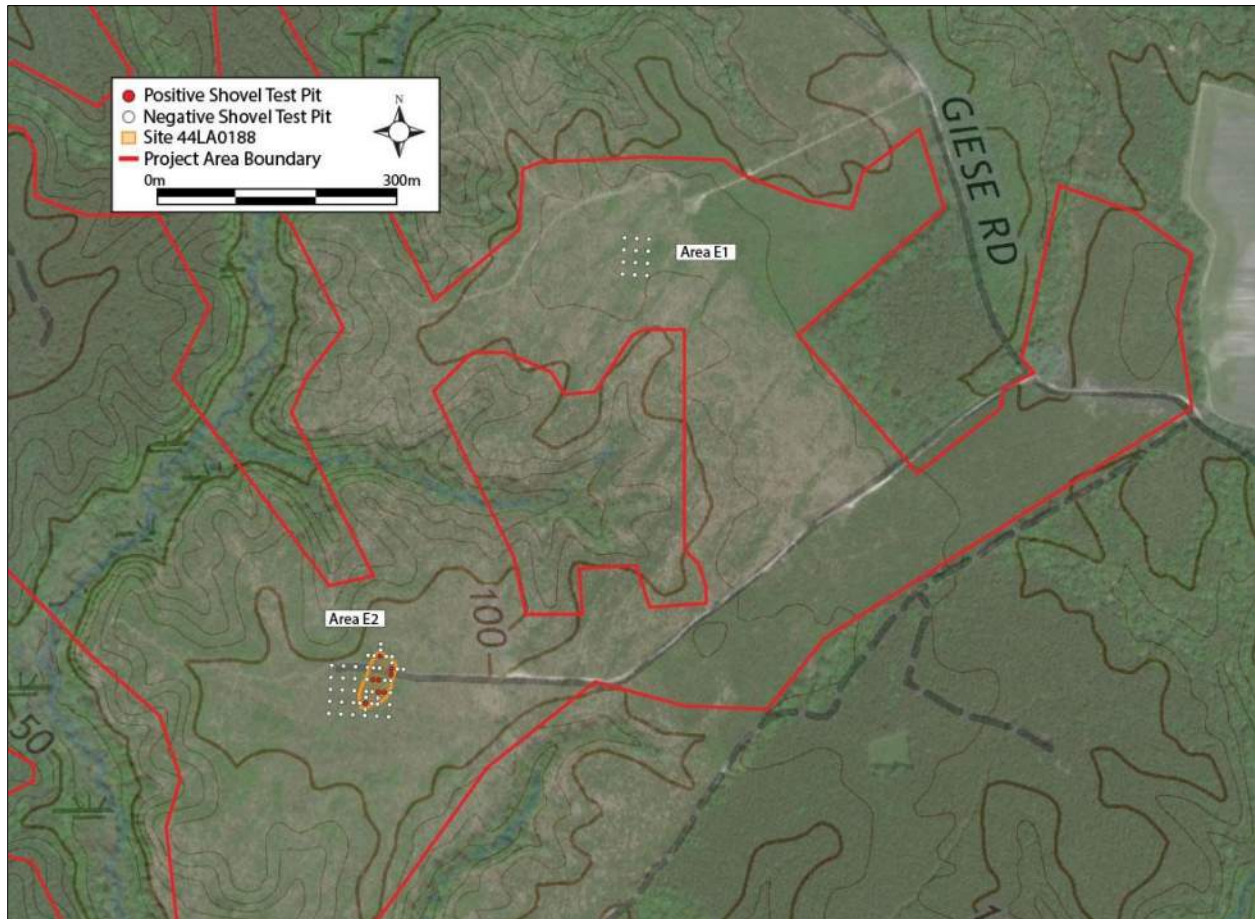 N
Positive Shovel Test Pit
Negative Shovel Test Pit
Site 44LA0188
Project Area Boundary
0m 300m
GIESE RD
Area E1
Area E2
100
50